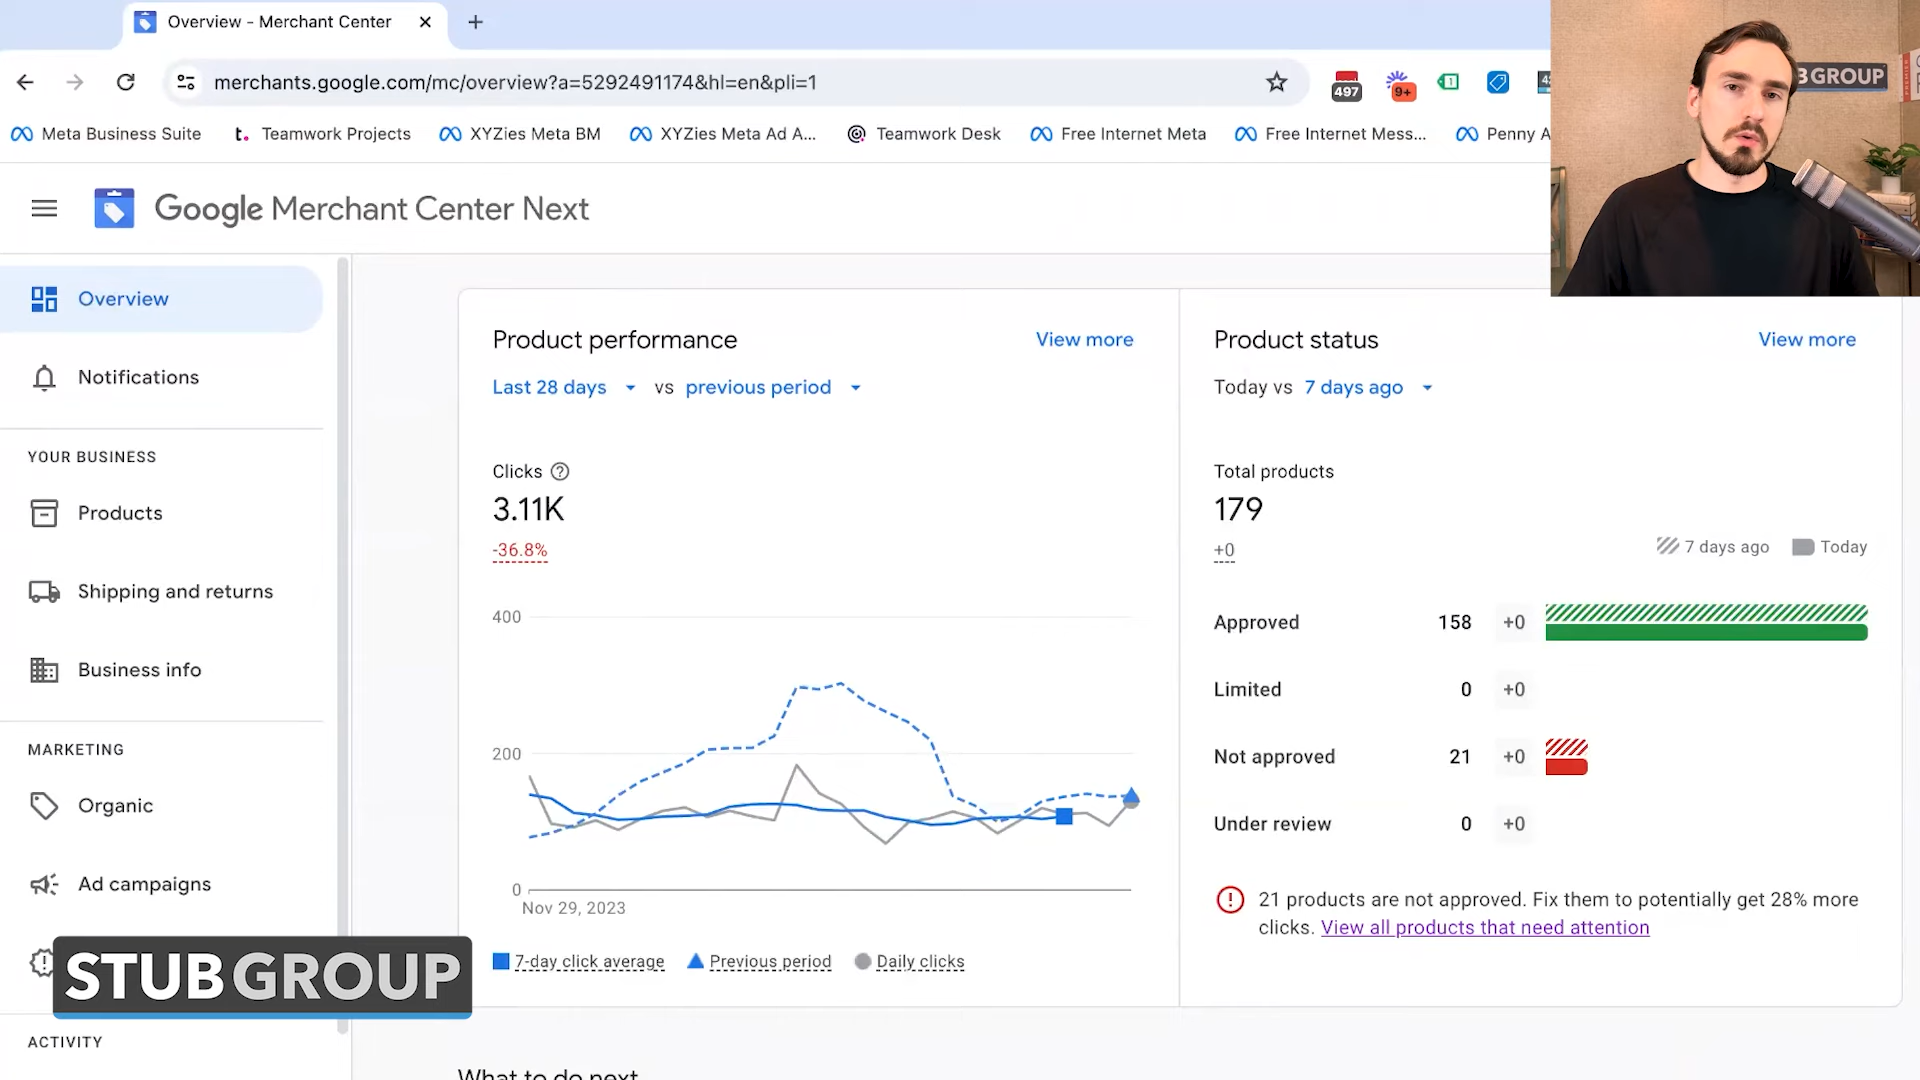 Overview - Merchant Center
merchants.google.com/mc/overview?a=5292491174&hl=en&pli=1
497
9+
1
Meta Business Suite
t. Teamwork Projects
XYZies Meta BM
XYZies Meta Ad A...
Teamwork Desk
Free Internet Meta
Free Internet Mess...
Penny A
B GROUP
Google Merchant Center Next
Overview
Notifications
YOUR BUSINESS
Products
Shipping and returns
Business info
MARKETING
Organic
Ad campaigns
STUBGROUP
ACTIVITY
Product performance
View more
Last 28 days vs previous period
Clicks
3.11K
-36.8%
400
200
0
Nov 29, 2023
7-day click average
Previous period
Daily clicks
Product status
View more
Today vs 7 days ago
Total products
179
+0
7 days ago
Today
Approved 158 +0
Limited 0 +0
Not approved 21 +0
Under review 0 +0
21 products are not approved. Fix them to potentially get 28% more
clicks. View all products that need attention
What to do next